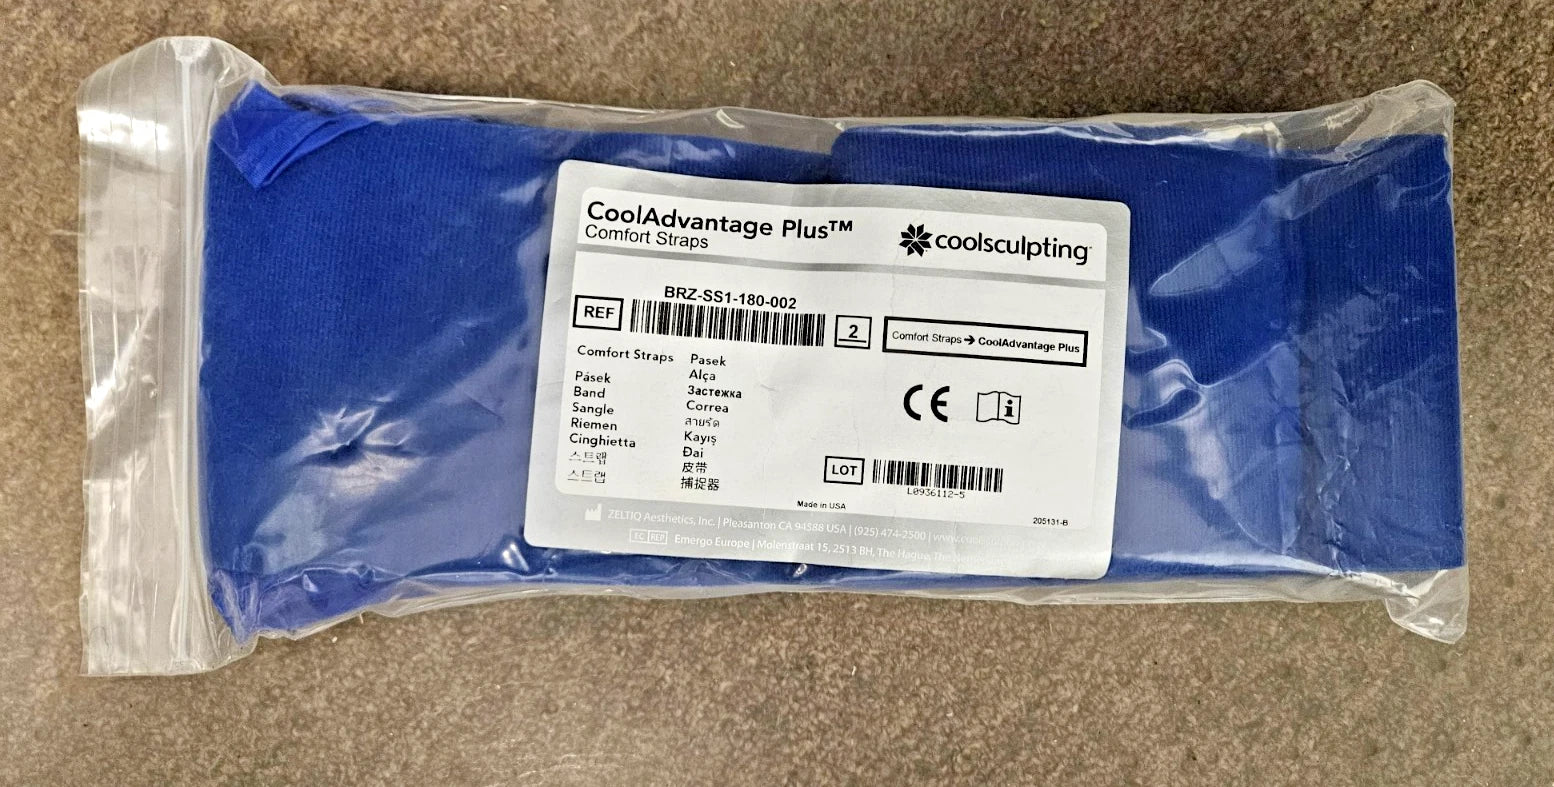 CoolAdvantage Plus™
Comfort Straps
coolsculpting
BRZ-SS1-180-002
REF
2
Comfort Straps → CoolAdvantage Plus
Comfort Straps
Pásek
Band
Sangle
Riemen
Cinghietta
스트랩
스트랩
Pasek
Alça
Застежка
Correa
สายรัด
Kayış
Đai
皮带
捕捉器
CE
LOT
L0936112-5
Made in USA
205131-B
ZELTIQ Aesthetics, Inc. | Pleasanton CA 94588 USA | (925) 474-2500 |
EC REP Emergo Europe | Molenstraat 15, 2513 BH, The Hague, The